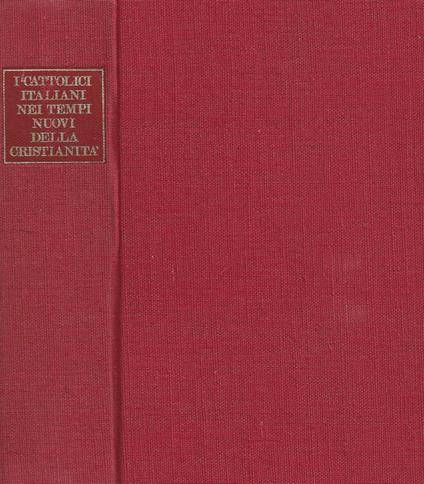 I CATTOLICI
ITALIANI
NEI TEMPI
NUOVI
DELLA
CRISTIANITA'